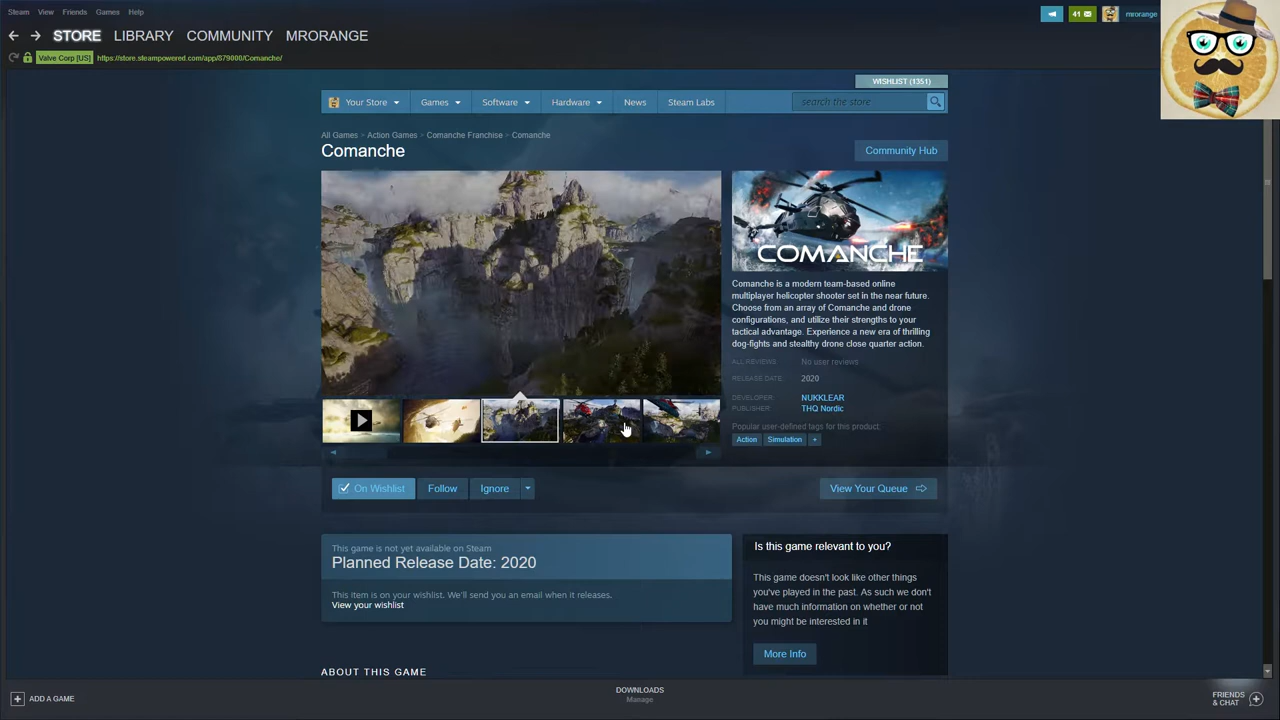 Steam View Friends Games Help
41
mrorange
STORE LIBRARY COMMUNITY MRORANGE
Valve Corp [US] https://store.steampowered.com/app/879000/Comanche/
WISHLIST (1351)
Your Store Games Software Hardware News Steam Labs search the store
All Games > Action Games > Comanche Franchise > Comanche
Comanche
Community Hub
COMANCHE
Comanche is a modern team-based online
multiplayer helicopter shooter set in the near future.
Choose from an array of Comanche and drone
configurations, and utilize their strengths to your
tactical advantage. Experience a new era of thrilling
dog-fights and stealthy drone close quarter action.
ALL REVIEWS: No user reviews
RELEASE DATE: 2020
DEVELOPER: NUKKLEAR
PUBLISHER: THQ Nordic
Popular user-defined tags for this product:
Action Simulation +
On Wishlist Follow Ignore View Your Queue
This game is not yet available on Steam
Planned Release Date: 2020
This item is on your wishlist. We'll send you an email when it releases.
View your wishlist
Is this game relevant to you?
This game doesn't look like other things
you've played in the past. As such we don't
have much information on whether or not
you might be interested in it
More Info
ABOUT THIS GAME
+ ADD A GAME
DOWNLOADS
Manage
FRIENDS
& CHAT +